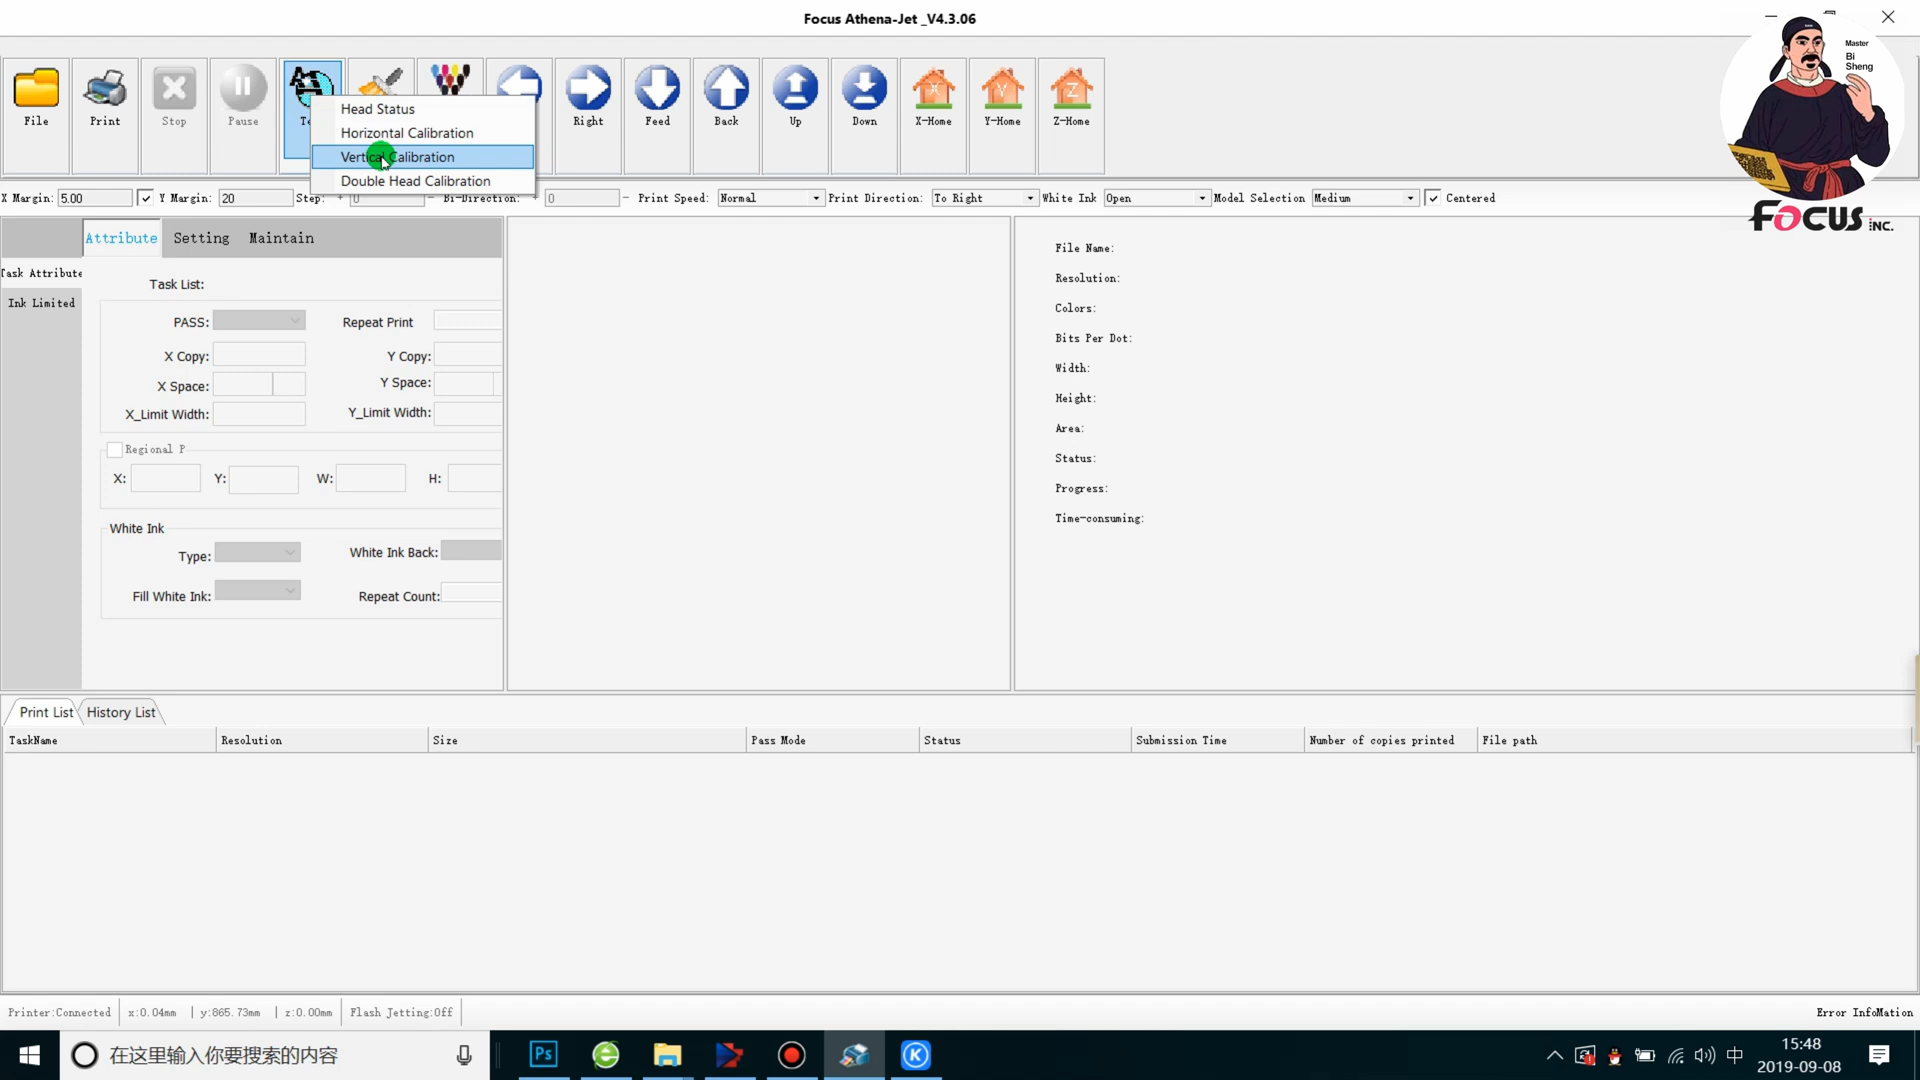 Focus Athena-Jet _V4.3.06
Master
Bi
Sheng
FOCUS INC.
File
Print
Stop
Pause
Right
Feed
Back
Up
Down
X-Home
Y-Home
Z-Home
X
Y
Z
Head Status
Horizontal Calibration
Vertical Calibration
Double Head Calibration
X Margin: 5.00 Y Margin: 20 Step: + 0 - Bi-Direction: + 0 - Print Speed: Normal Print Direction: To Right White Ink Open Model Selection Medium Centered
Attribute Setting Maintain
Task Attribute
Ink Limited
Task List:
PASS: Repeat Print
X Copy: Y Copy:
X Space: Y Space:
X_Limit Width: Y_Limit Width:
Regional P
X: Y: W: H:
White Ink
Type: White Ink Back:
Fill White Ink: Repeat Count:
File Name:
Resolution:
Colors:
Bits Per Dot:
Width:
Height:
Area:
Status:
Progress:
Time-consuming:
Print List History List
TaskName Resolution Size Pass Mode Status Submission Time Number of copies printed File path
Printer:Connected x:0.04mm y:865.73mm z:0.00mm Flash Jetting:Off Error InfoMation
在这里输入你要搜索的内容
Ps
K
中
15:48
2019-09-08